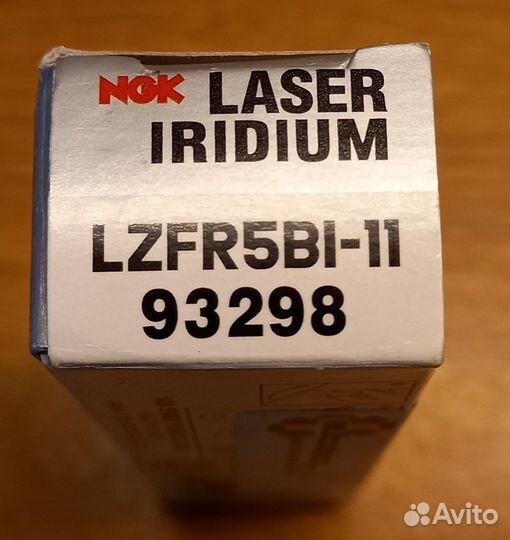 NGK LASER
IRIDIUM
LZFR5BI-11
93298
Avito